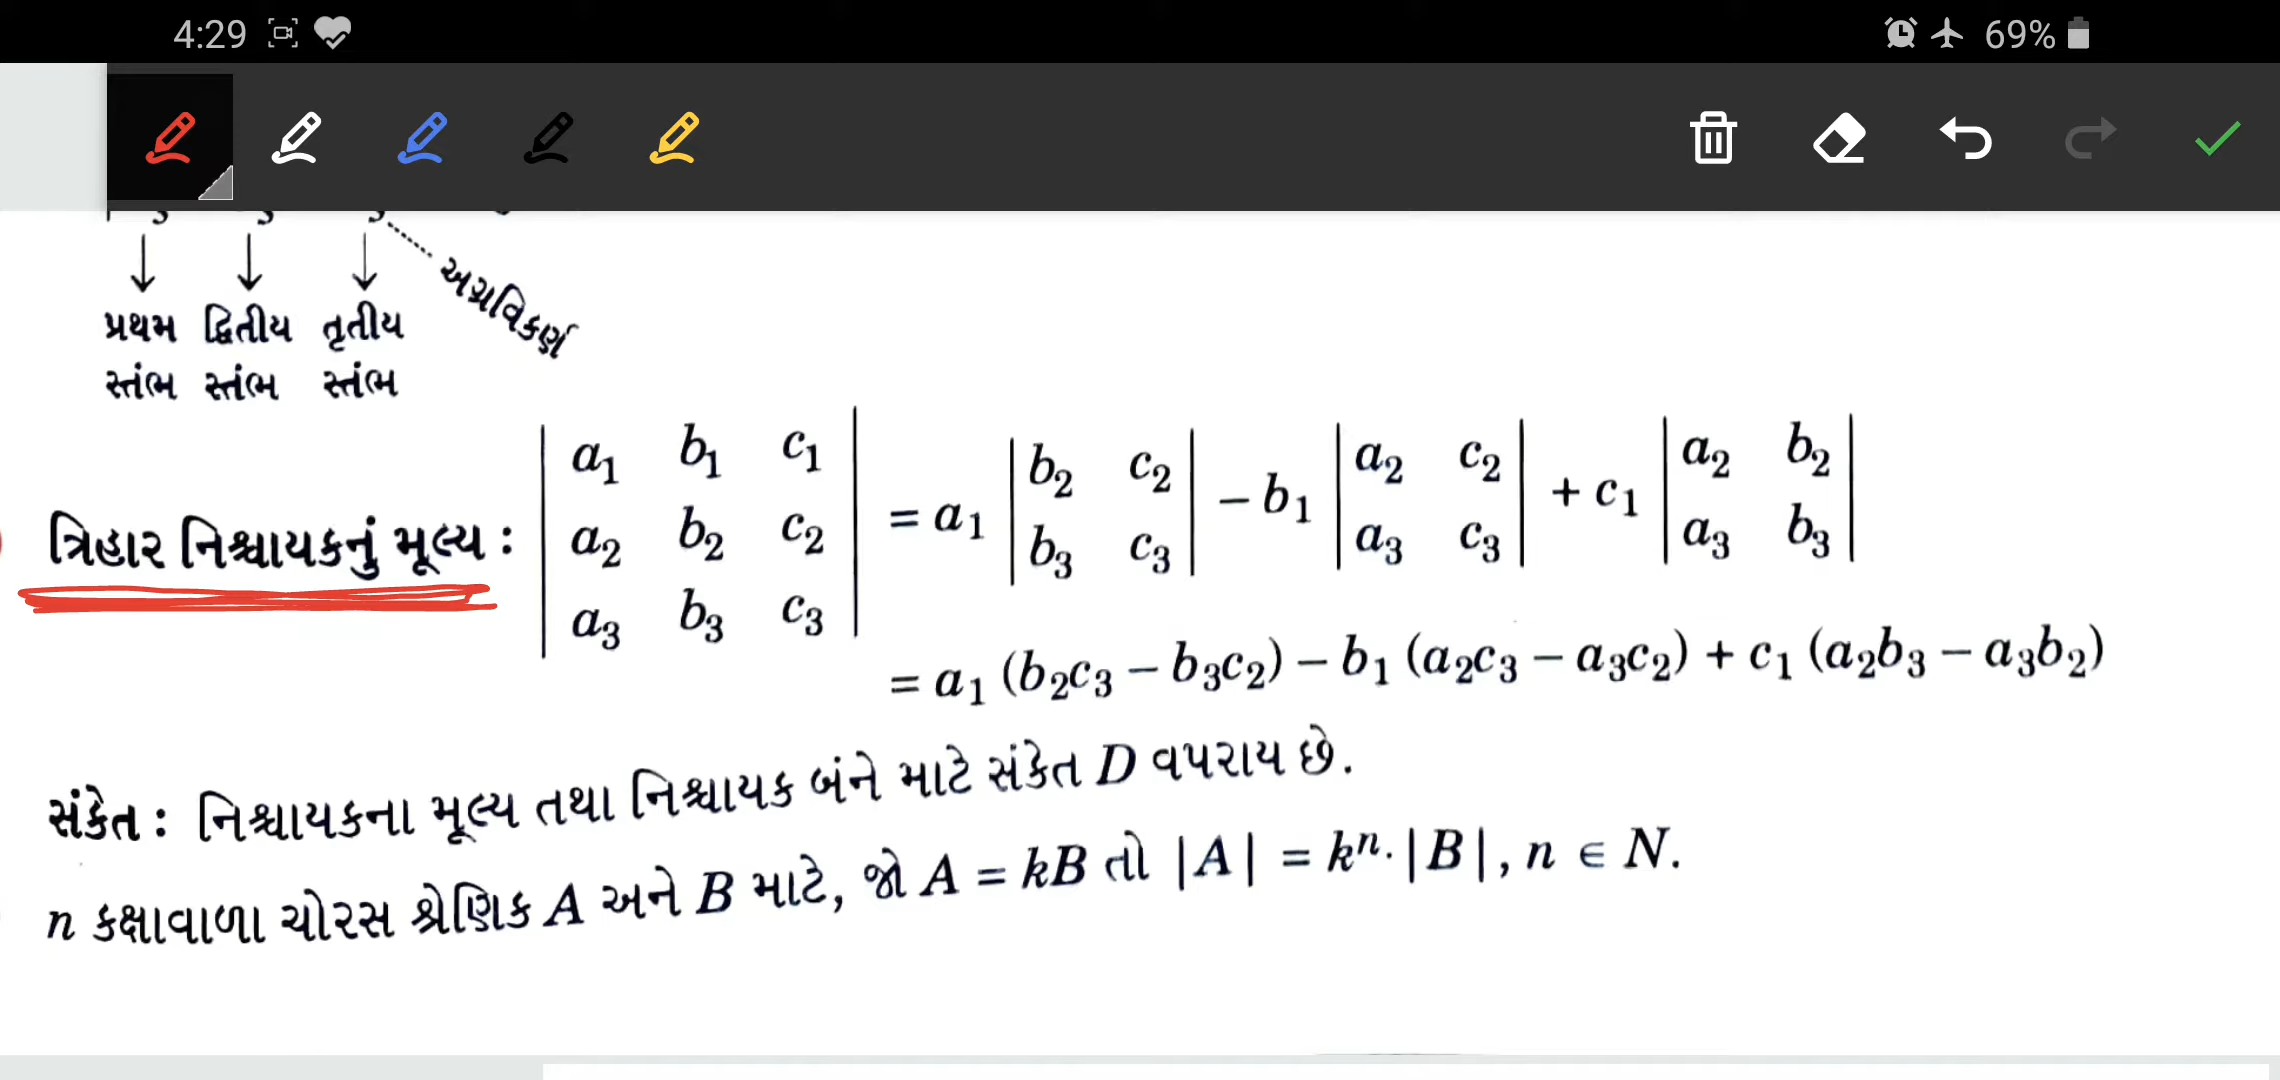 4:29 69%
પ્રથમ દ્વિતીય તૃતીય અગ્રવિકર્ણ
સ્તંભ સ્તંભ સ્તંભ
ત્રિહાર નિશ્ચાયકનું મૂલ્ય : | a₁ b₁ c₁ | = a₁ | b₂ c₂ | − b₁ | a₂ c₂ | + c₁ | a₂ b₂ |
| a₂ b₂ c₂ | | b₃ c₃ | | a₃ c₃ | | a₃ b₃ |
| a₃ b₃ c₃ |
= a₁ (b₂c₃ − b₃c₂) − b₁ (a₂c₃ − a₃c₂) + c₁ (a₂b₃ − a₃b₂)
સંકેત : નિશ્ચાયકના મૂલ્ય તથા નિશ્ચાયક બંને માટે સંકેત D વપરાય છે.
n કક્ષાવાળા ચોરસ શ્રેણિક A અને B માટે, જો A = kB તો |A| = kⁿ·|B|, n ∈ N.